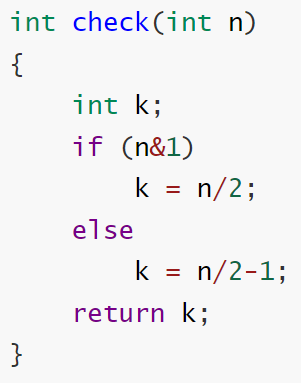 int check(int n)
{
    int k;
    if (n&1)
        k = n/2;
    else
        k = n/2-1;
    return k;
}